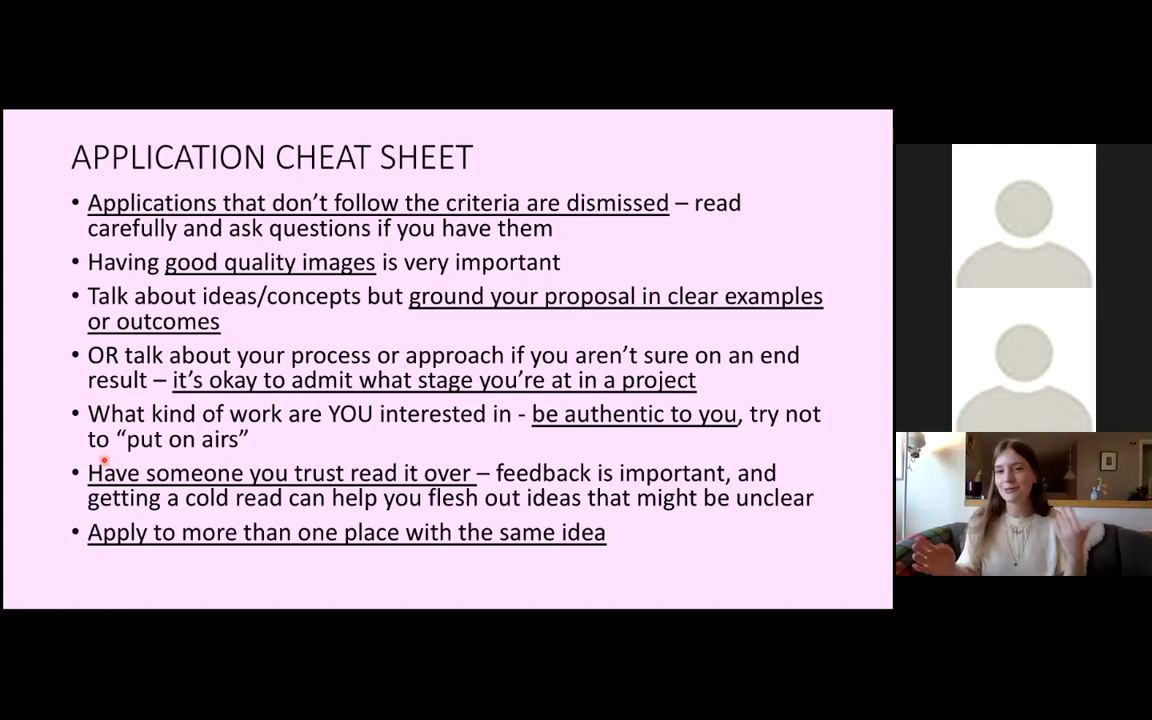 APPLICATION CHEAT SHEET
• Applications that don't follow the criteria are dismissed – read
carefully and ask questions if you have them
• Having good quality images is very important
• Talk about ideas/concepts but ground your proposal in clear examples
or outcomes
• OR talk about your process or approach if you aren't sure on an end
result – it's okay to admit what stage you're at in a project
• What kind of work are YOU interested in - be authentic to you, try not
to “put on airs”
• Have someone you trust read it over – feedback is important, and
getting a cold read can help you flesh out ideas that might be unclear
• Apply to more than one place with the same idea